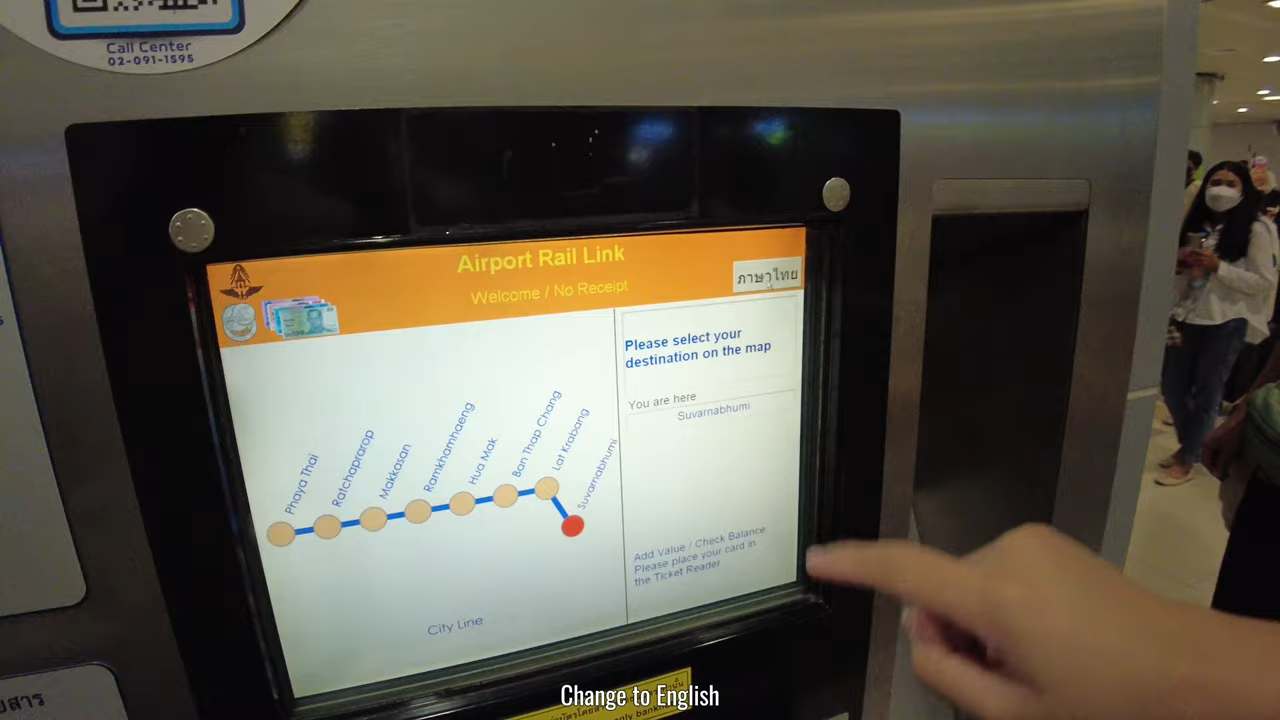 Call Center
02-091-1595
Airport Rail Link
Welcome / No Receipt
ภาษาไทย
Please select your
destination on the map
You are here
Suvarnabhumi
Phaya Thai
Ratchaprarop
Makkasan
Ramkhamhaeng
Hua Mak
Ban Thap Chang
Lat Krabang
Suvarnabhumi
Add Value / Check Balance.
Please place your card in
the Ticket Reader
City Line
Change to English